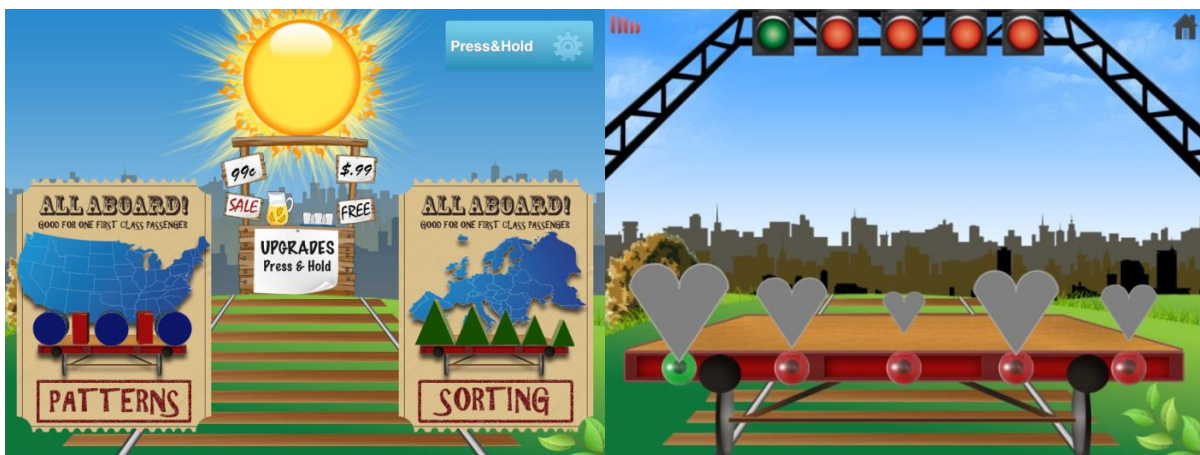 Press&Hold
99¢
$.99
SALE
FREE
UPGRADES
Press & Hold
ALL ABOARD!
GOOD FOR ONE FIRST CLASS PASSENGER
PATTERNS
ALL ABOARD!
GOOD FOR ONE FIRST CLASS PASSENGER
SORTING